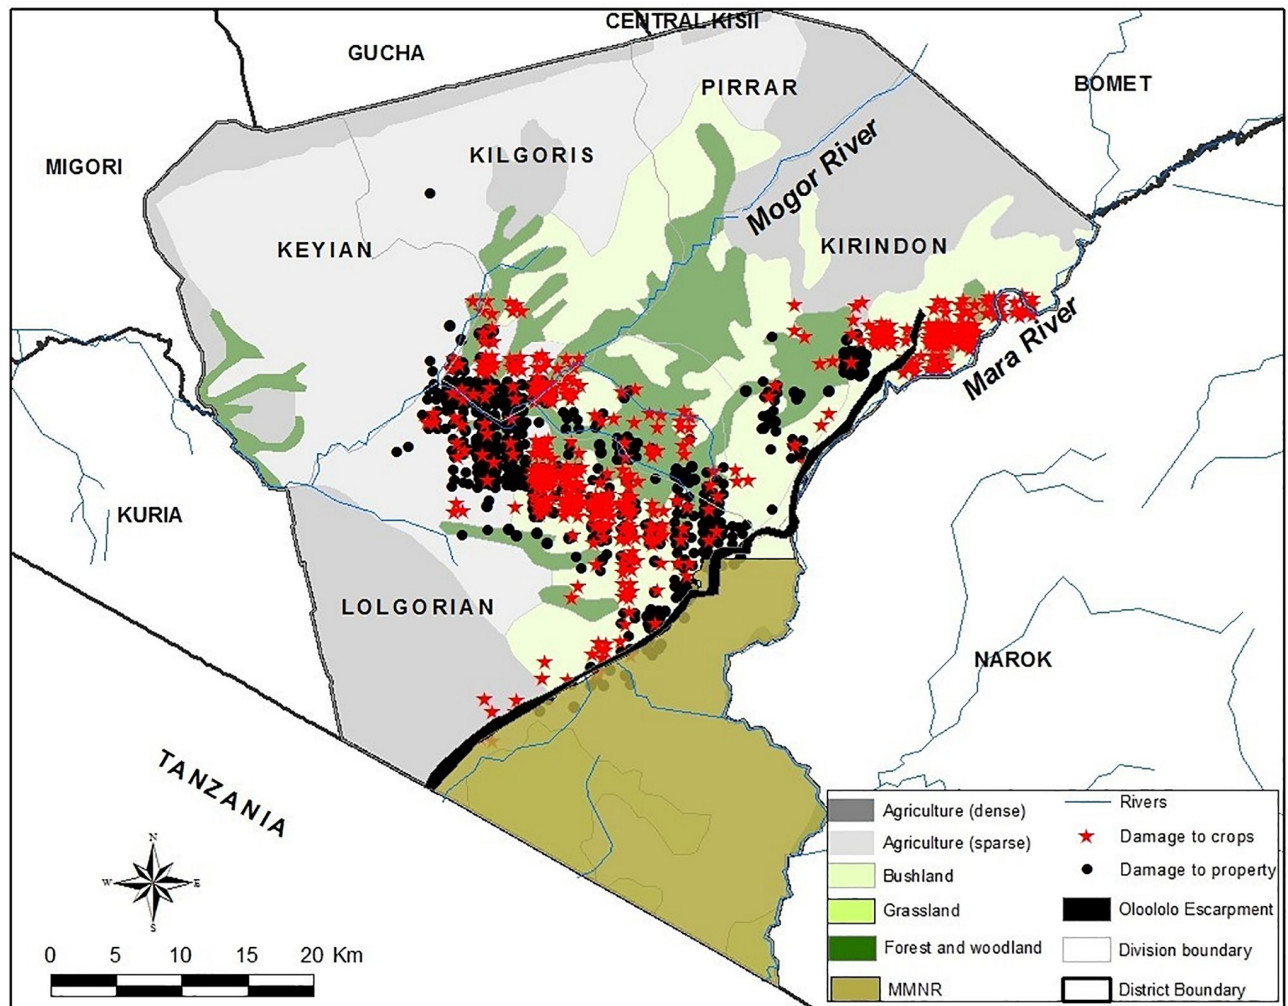 CENTRAL KISII
GUCHA
PIRRAR
BOMET
KILGORIS
MIGORI
Mogor River
KEYIAN
KIRINDON
Mara River
KURIA
LOLGORIAN
NAROK
TANZANIA
N
W E
S
0 5 10 15 20 Km
Agriculture (dense)
Agriculture (sparse)
Bushland
Grassland
Forest and woodland
MMNR
Rivers
Damage to crops
Damage to property
Oloololo Escarpment
Division boundary
District Boundary